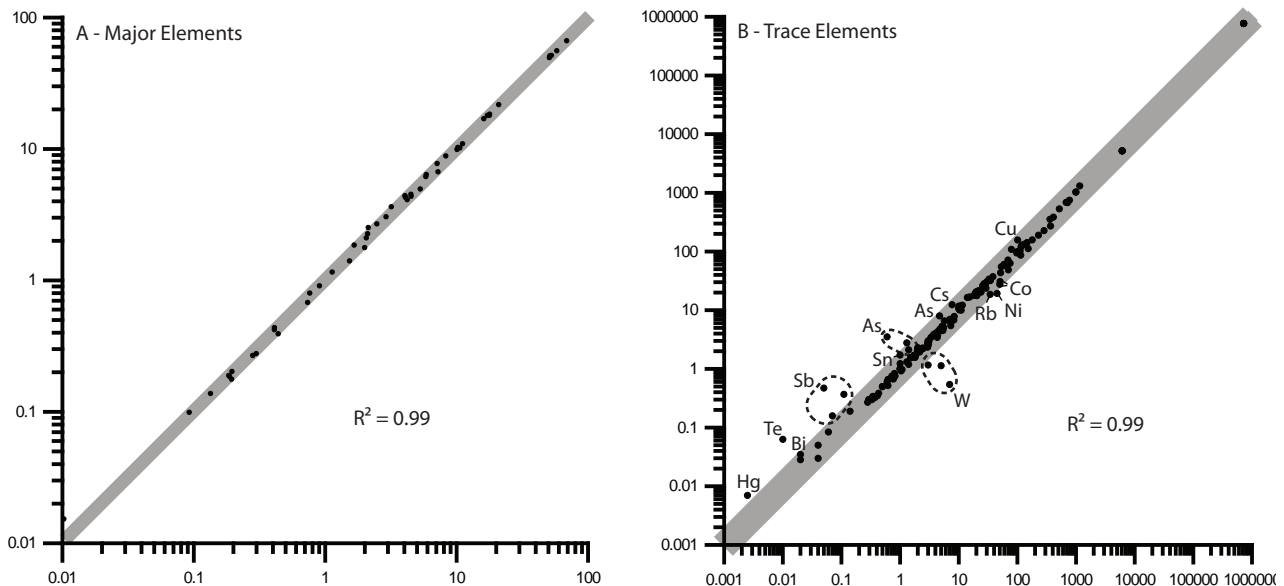 A - Major Elements
100
10
1
0.1
0.01
0.01
0.1
1
10
100
R² = 0.99
B - Trace Elements
1000000
100000
10000
1000
100
10
1
0.1
0.01
0.001
0.001
0.01
0.1
1
10
100
1000
10000
100000
1000000
Cu
Cs
Co
As
Rb
Ni
As
Sn
Sb
W
Te
Bi
Hg
R² = 0.99